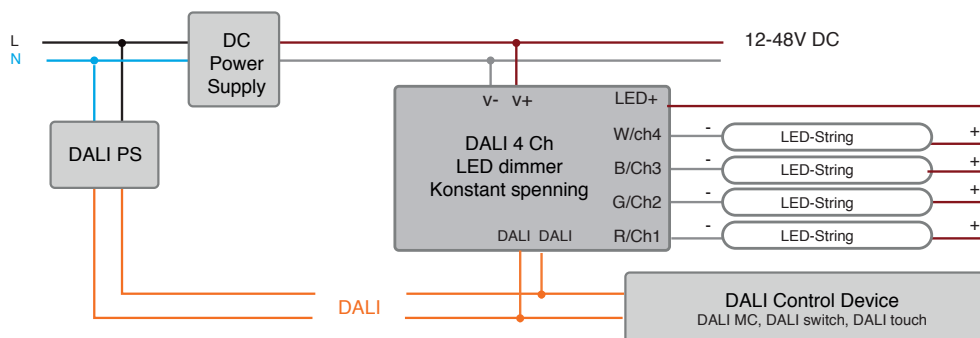 L
N
DC
Power
Supply
12-48V DC
DALI PS
V- V+
LED+
DALI 4 Ch
LED dimmer
Konstant spenning
W/ch4
- LED-String +
B/Ch3
- LED-String +
G/Ch2
- LED-String +
R/Ch1
- LED-String +
DALI DALI
DALI
DALI Control Device
DALI MC, DALI switch, DALI touch